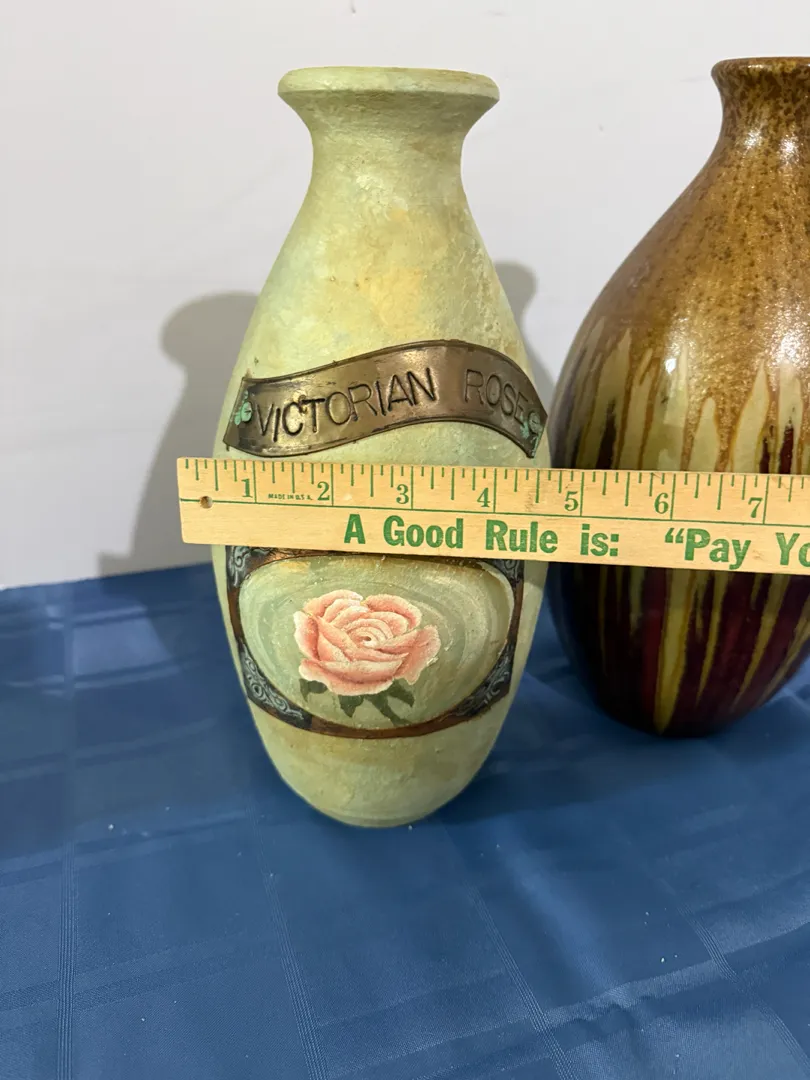 VICTORIAN ROSE
1 2 3 4 5 6 7
MADE IN U.S.A.
A Good Rule is: “Pay Yo